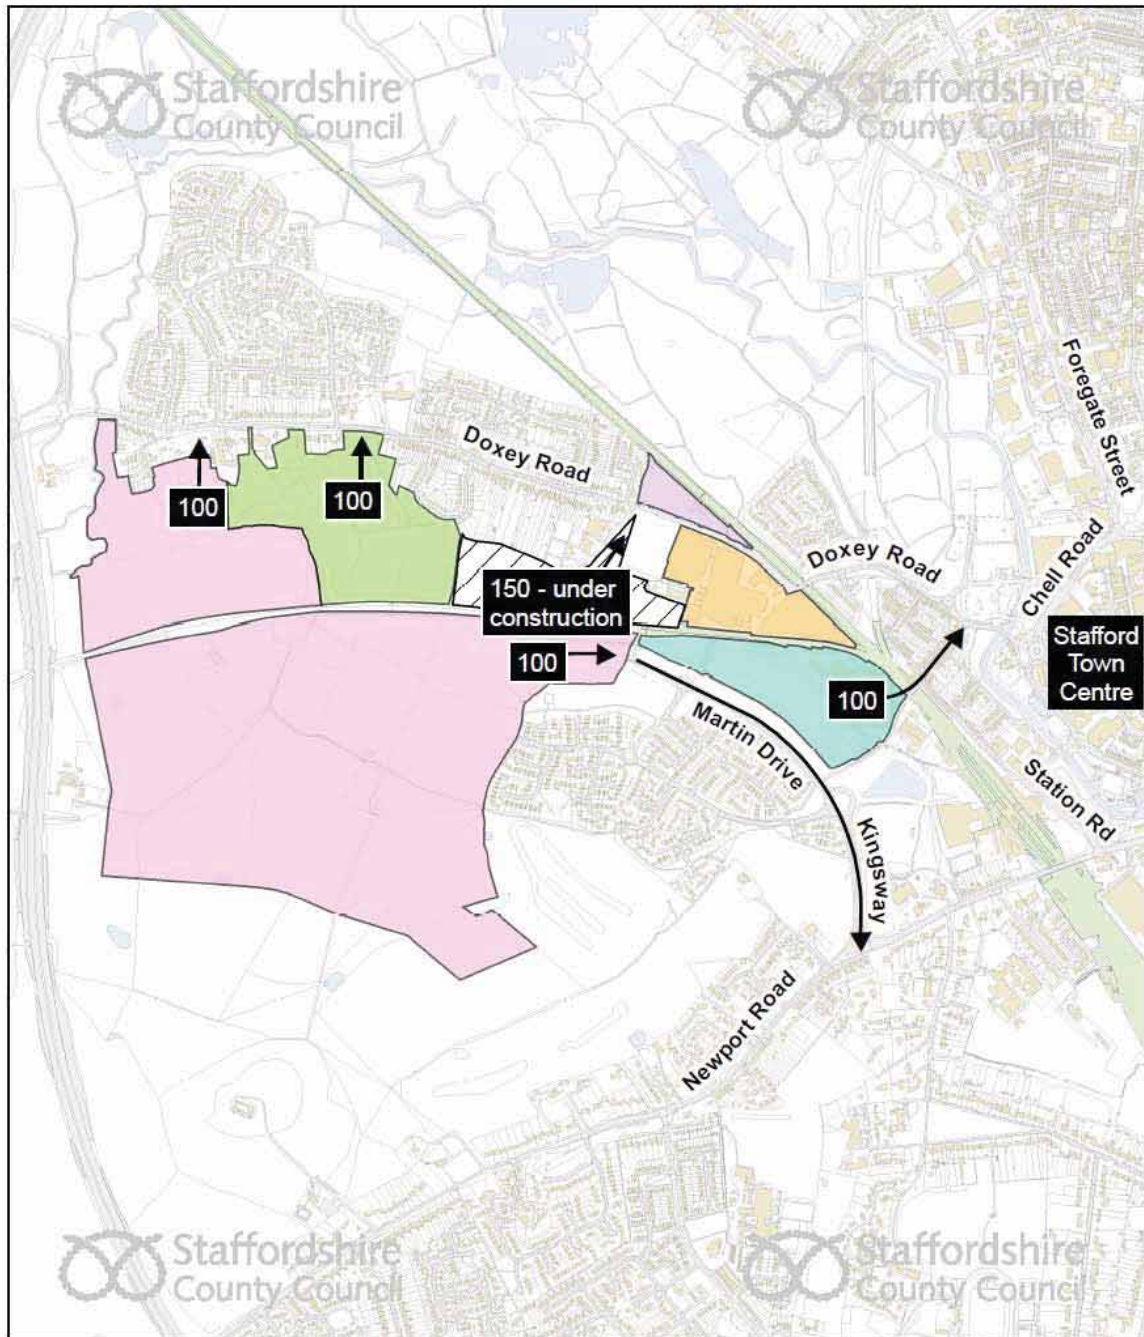 Staffordshire
County Council
Staffordshire
County Council
Foregate Street
Doxey Road
100
100
Doxey Road
Chell Road
150 - under
construction
Stafford
Town
Centre
100
100
Martin Drive
Station Rd
Kingsway
Newport Road
Staffordshire
County Council
Staffordshire
County Council